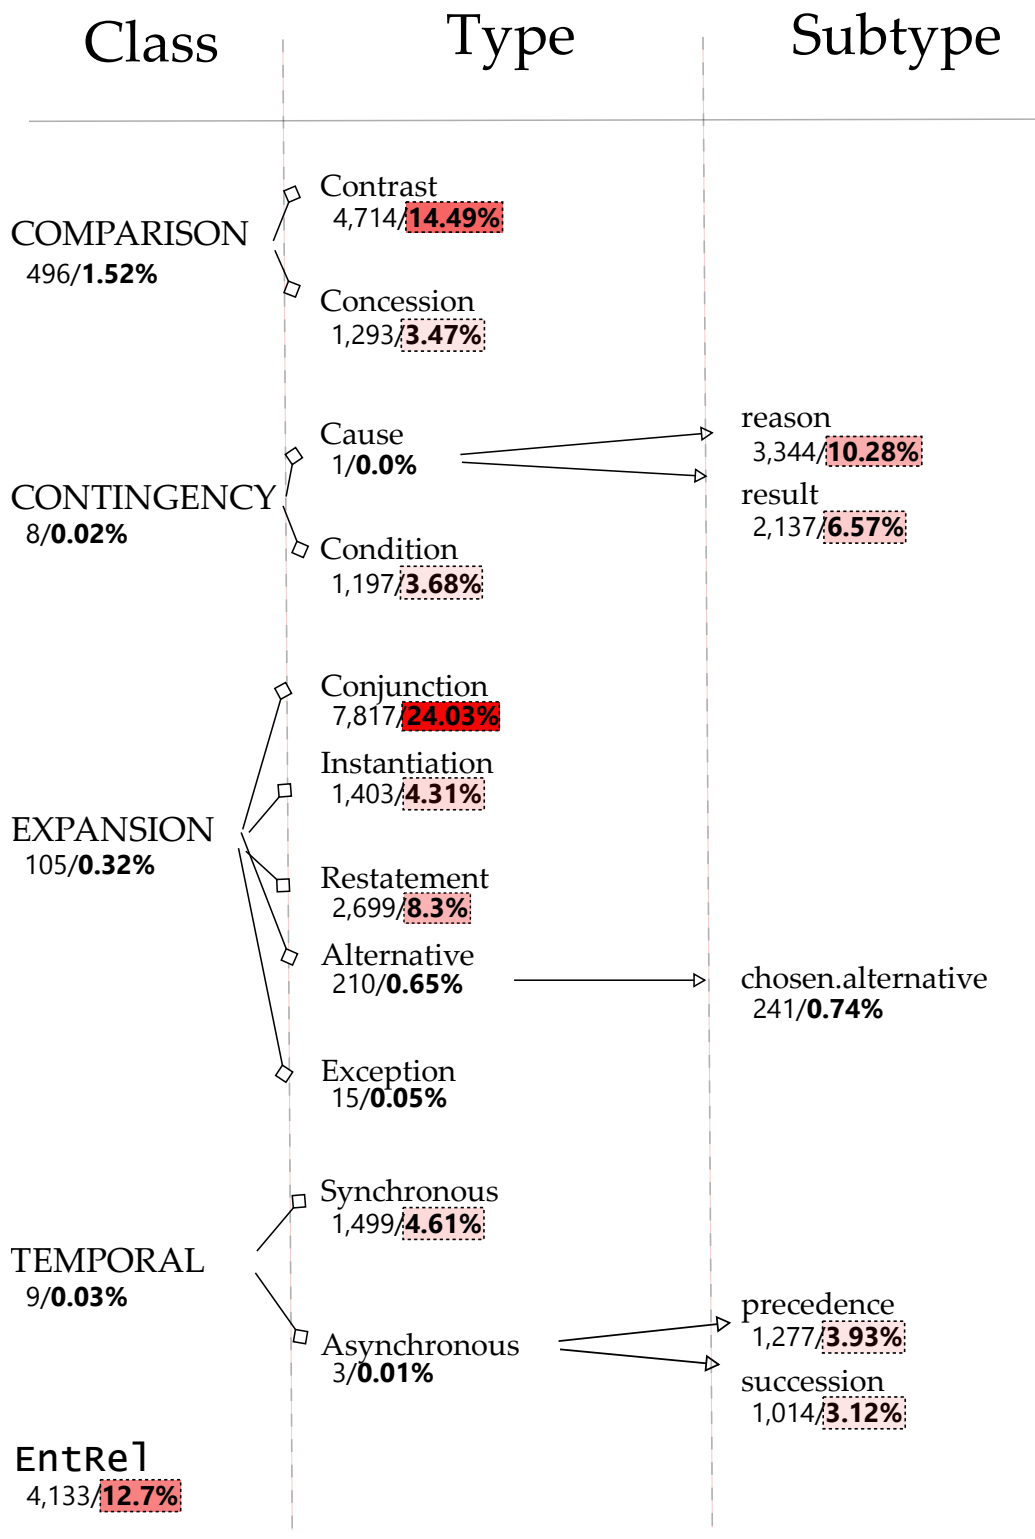 Class Type Subtype
Contrast
4,714/14.49%
COMPARISON
496/1.52%
Concession
1,293/3.47%
Cause
1/0.0%
reason
3,344/10.28%
CONTINGENCY
8/0.02%
result
2,137/6.57%
Condition
1,197/3.68%
Conjunction
7,817/24.03%
Instantiation
1,403/4.31%
EXPANSION
105/0.32%
Restatement
2,699/8.3%
Alternative
210/0.65%
chosen.alternative
241/0.74%
Exception
15/0.05%
Synchronous
1,499/4.61%
TEMPORAL
9/0.03%
precedence
1,277/3.93%
Asynchronous
3/0.01%
succession
1,014/3.12%
EntRel
4,133/12.7%